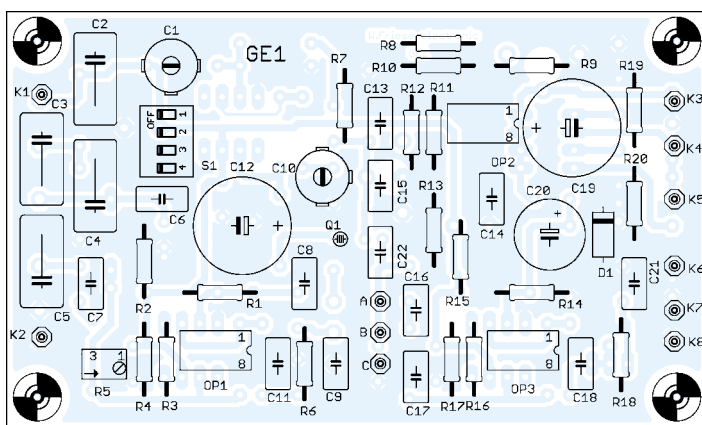 C2
C1
GE1
R8
R7
R10
R9
R19
K1
C3
OFF
1
2
3
4
C13
R12
R11
1
8
K3
K4
S1
C12
C10
OP2
R20
C15
R13
C20
C19
C6
C14
K5
C4
Q1
C8
C22
R2
R1
C7
C5
C16
R15
R14
D1
C21
K6
A
B
C
K7
K2
K8
3
1
R5
1
8
OP1
1
8
OP3
R4
R3
C11
R6
C9
C17
R17
R16
C18
R18